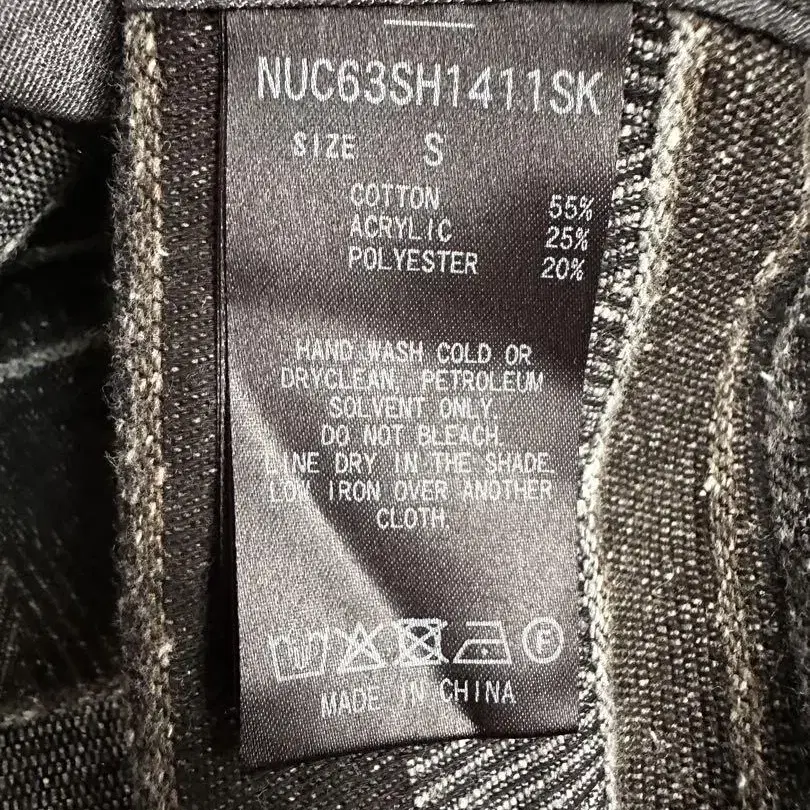 NUC63SH1411SK
SIZE S
COTTON 55%
ACRYLIC 25%
POLYESTER 20%
HAND WASH COLD OR
DRYCLEAN. PETROLEUM
SOLVENT ONLY.
DO NOT BLEACH.
LINE DRY IN THE SHADE.
LOW IRON OVER ANOTHER
CLOTH.
F
MADE IN CHINA